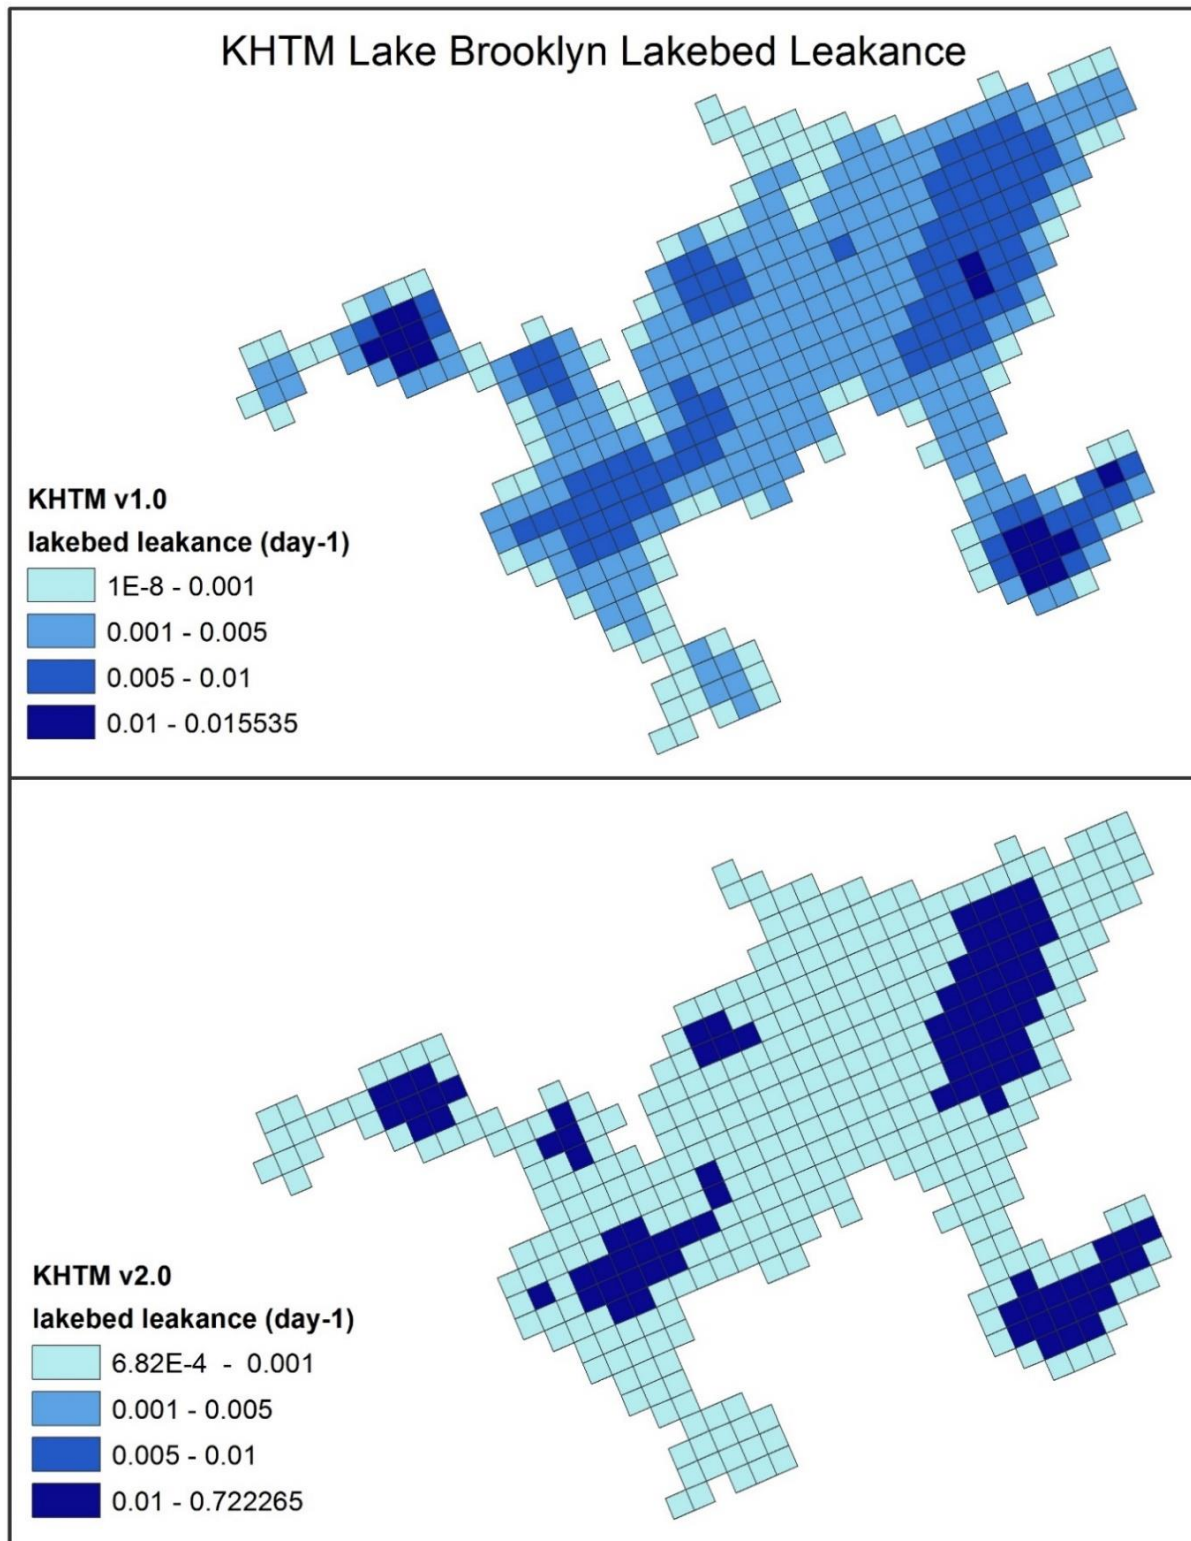 KHTM Lake Brooklyn Lakebed Leakance
KHTM v1.0
lakebed leakance (day-1)
1E-8 - 0.001
0.001 - 0.005
0.005 - 0.01
0.01 - 0.015535
KHTM v2.0
lakebed leakance (day-1)
6.82E-4 - 0.001
0.001 - 0.005
0.005 - 0.01
0.01 - 0.722265